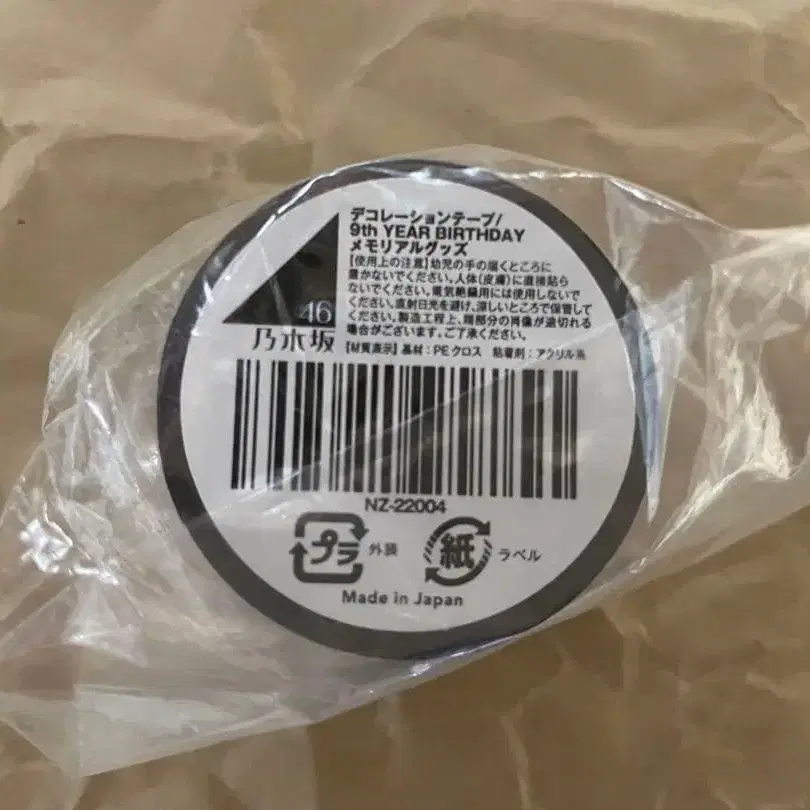 デコレーションテープ/
9th YEAR BIRTHDAY
メモリアルグッズ
【使用上の注意】幼児の手の届くところに
置かないでください。人体(皮膚)に直接貼ら
ないでください。電気絶縁用には使用しないで
ください。直射日光を避け、涼しいところで保管して
ください。製造工程上、端部分の肖像が途切れる
場合がございます。ご了承ください。
【材質表示】基材:PEクロス 粘着剤:アクリル系
46
乃木坂
NZ-22004
プラ 外装
紙 ラベル
Made in Japan